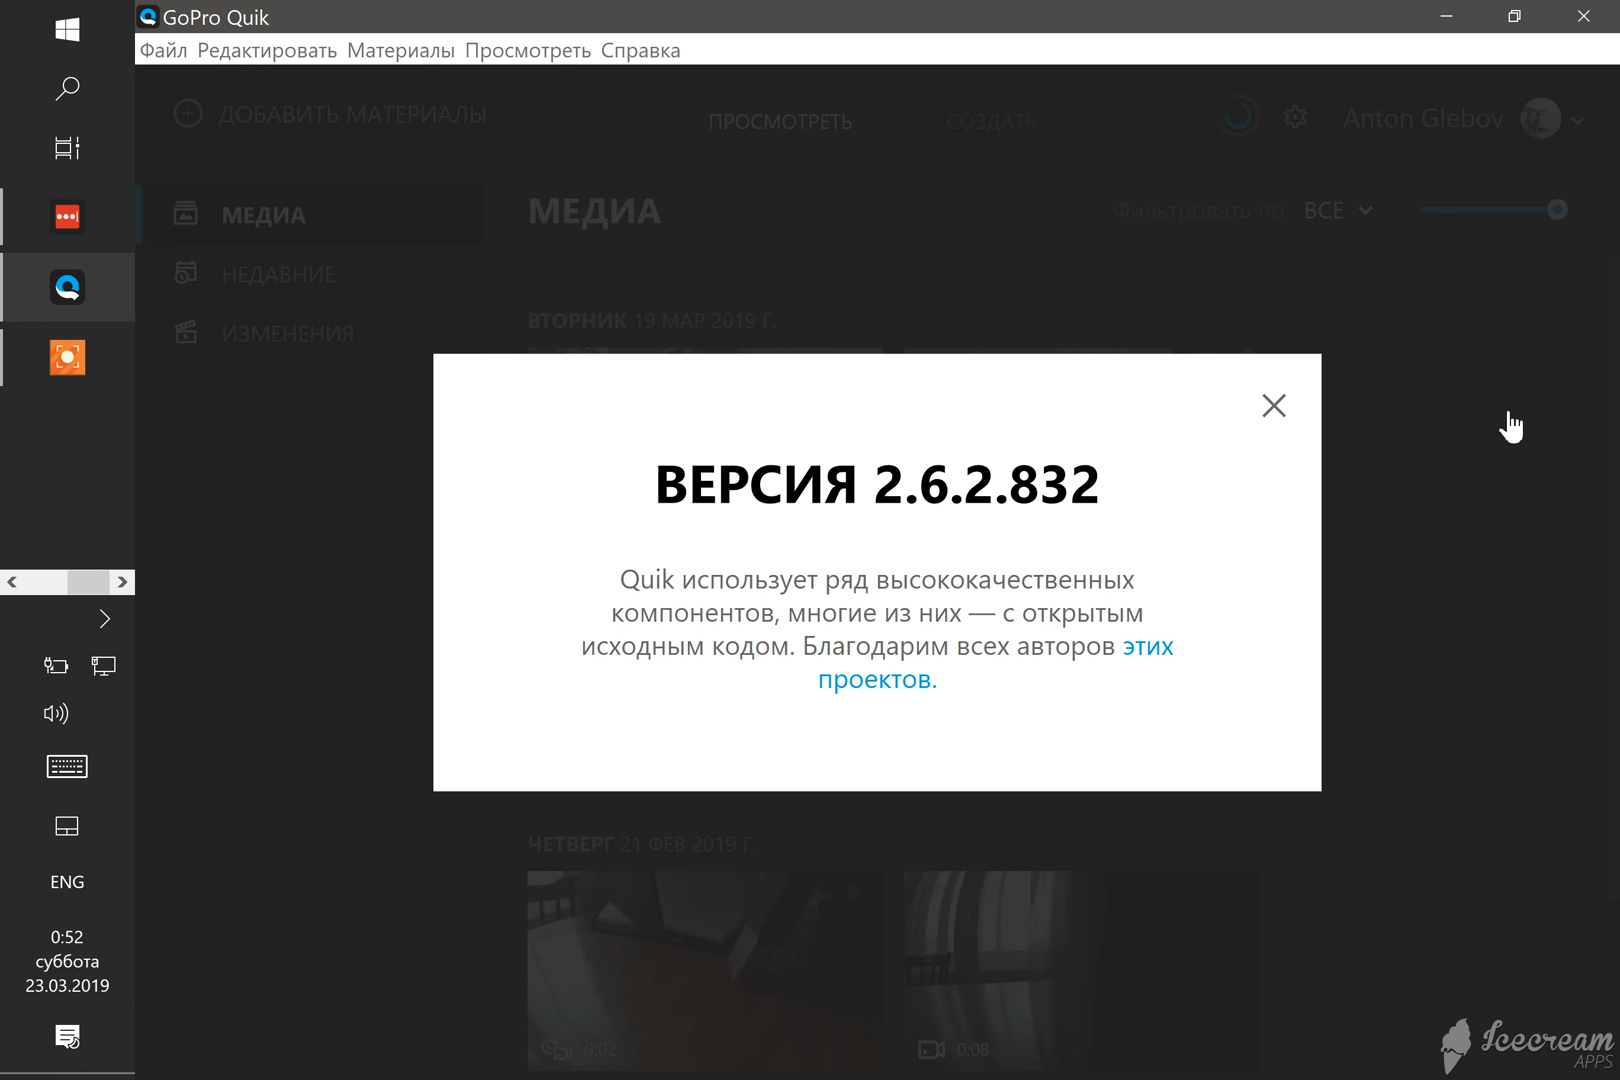 GoPro Quik
Файл Редактировать Материалы Просмотреть Справка
ДОБАВИТЬ МАТЕРИАЛЫ
ПРОСМОТРЕТЬ
СОЗДАТЬ
Anton Glebov
МЕДИА
НЕДАВНИЕ
ИЗМЕНЕНИЯ
МЕДИА
Фильтровать по: ВСЕ
ВТОРНИК 19 МАР 2019 Г.
ВЕРСИЯ 2.6.2.832
Quik использует ряд высококачественных
компонентов, многие из них — с открытым
исходным кодом. Благодарим всех авторов этих
проектов.
ЧЕТВЕРГ 21 ФЕВ 2019 Г.
0:02
0:08
ENG
0:52
суббота
23.03.2019
Icecream
APPS